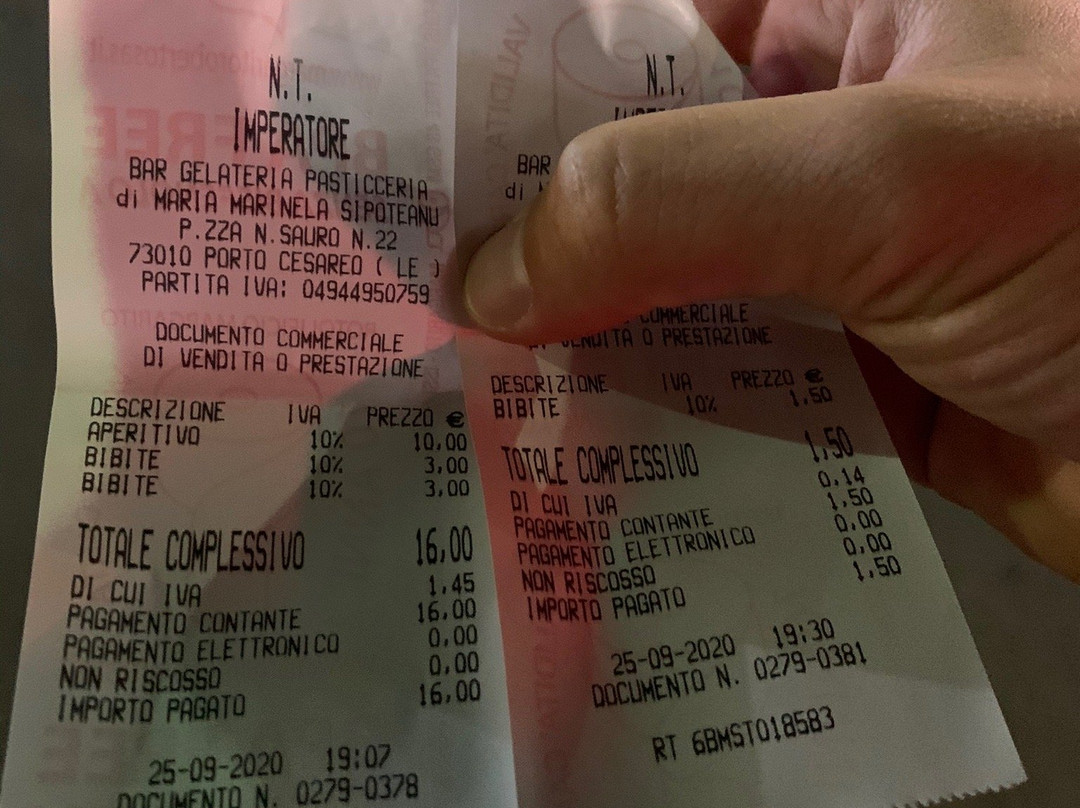 N.T.
IMPERATORE
BAR GELATERIA PASTICCERIA
di MARIA MARINELA SIPOTEANU
P.ZZA N.SAURO N.22
73010 PORTO CESAREO ( LE )
PARTITA IVA: 04944950759
DOCUMENTO COMMERCIALE
DI VENDITA O PRESTAZIONE
DESCRIZIONE IVA PREZZO €
APERITIVO 10% 10,00
BIBITE 10% 3,00
BIBITE 10% 3,00
TOTALE COMPLESSIVO 16,00
DI CUI IVA 1,45
PAGAMENTO CONTANTE 16,00
PAGAMENTO ELETTRONICO 0,00
NON RISCOSSO 0,00
IMPORTO PAGATO 16,00
25-09-2020 19:07
DOCUMENTO N. 0279-0378
N.T.
BAR
di
COMMERCIALE
DI VENDITA O PRESTAZIONE
DESCRIZIONE IVA PREZZO €
BIBITE 10% 1,50
TOTALE COMPLESSIVO 1,50
DI CUI IVA 0,14
PAGAMENTO CONTANTE 1,50
PAGAMENTO ELETTRONICO 0,00
NON RISCOSSO 0,00
IMPORTO PAGATO 1,50
25-09-2020 19:30
DOCUMENTO N. 0279-0381
RT 6BMST018583